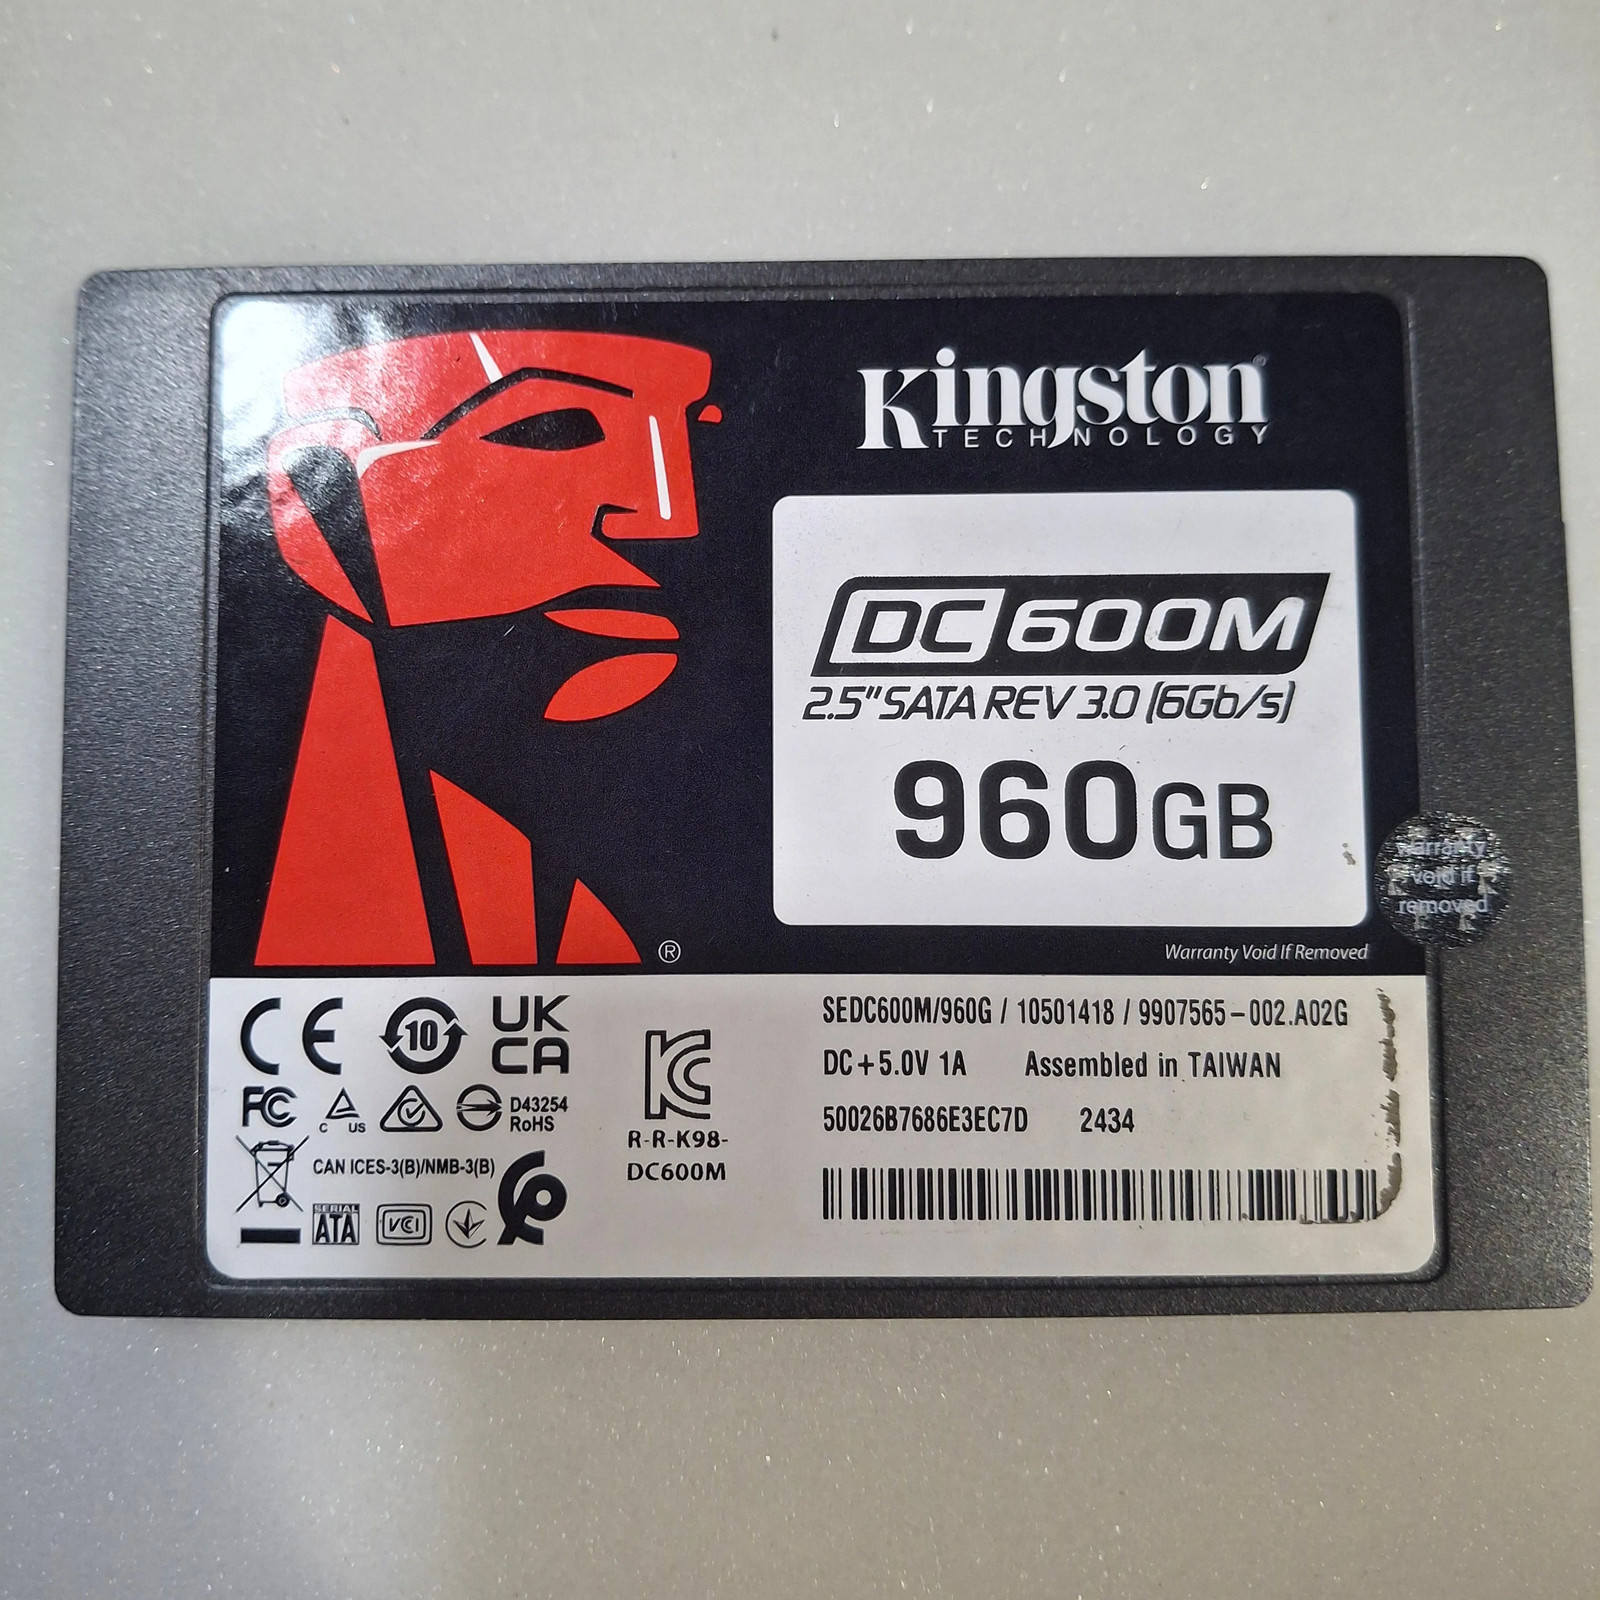 Kingston®
TECHNOLOGY
DC600M
2.5" SATA REV 3.0 (6Gb/s)
960GB
warranty
void if
removed
®
Warranty Void If Removed
CE
10
UK
CA
FC
C US
D43254
RoHS
CAN ICES-3(B)/NMB-3(B)
SERIAL
ATA
VCI
R-R-K98-
DC600M
SEDC600M/960G / 10501418 / 9907565-002.A02G
DC+5.0V 1A Assembled in TAIWAN
50026B7686E3EC7D 2434